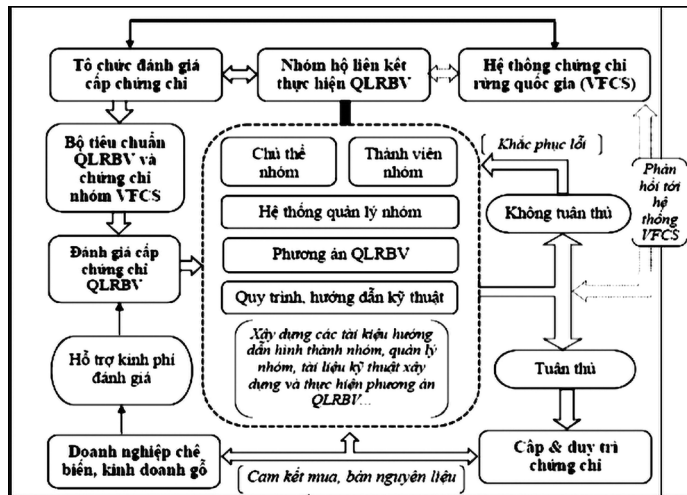 Tổ chức đánh giá
cấp chứng chỉ
Nhóm hộ liên kết
thực hiện QLRBV
Hệ thống chứng chỉ
rừng quốc gia (VFCS)
Bộ tiêu chuẩn
QLRBV và
chứng chỉ
nhóm VFCS
Chủ thể
nhóm
Thành viên
nhóm
Khắc phục lỗi
Phản
hồi tới
hệ
thống
VFCS
Hệ thống quản lý nhóm
Không tuân thủ
Đánh giá cấp
chứng chỉ
QLRBV
Phương án QLRBV
Quy trình, hướng dẫn kỹ thuật
Hỗ trợ kinh phí
đánh giá
Xây dựng các tài kiệu hướng
dẫn hình thành nhóm, quản lý
nhóm, tài liệu kỹ thuật xây
dựng và thực hiện phương án
QLRBV...
Tuân thủ
Doanh nghiệp chế
biến, kinh doanh gỗ
Cam kết mua, bán nguyên liệu
Cấp & duy trì
chứng chỉ